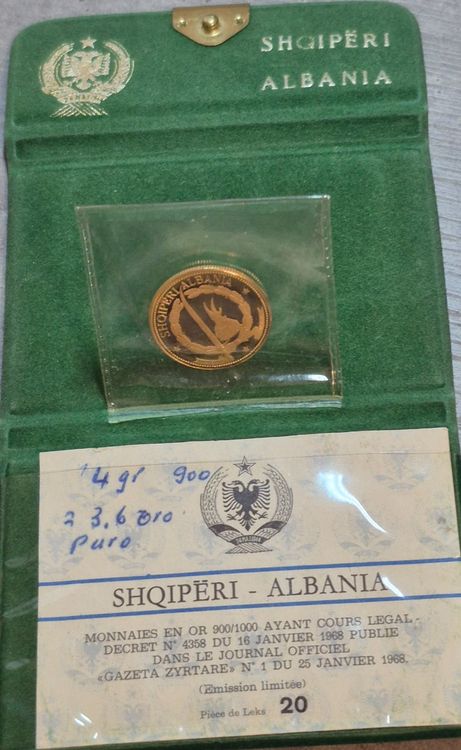 SHQIPËRI
ALBANIA
SHQIPËRI ALBANIA
4 gr 900
= 3,6 oro
puro
SHQIPËRI - ALBANIA
MONNAIES EN OR 900/1000 AYANT COURS LEGAL -
DECRET N° 4358 DU 16 JANVIER 1968 PUBLIE
DANS LE JOURNAL OFFICIEL
«GAZETA ZYRTARE» N° 1 DU 25 JANVIER 1968.
(Emission limitée)
Pièce de Leks 20